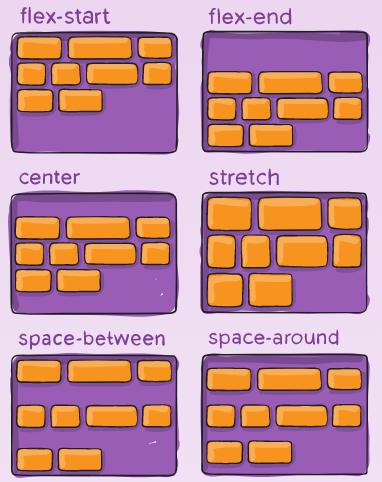 flex-start
flex-end
center
stretch
space-between
space-around